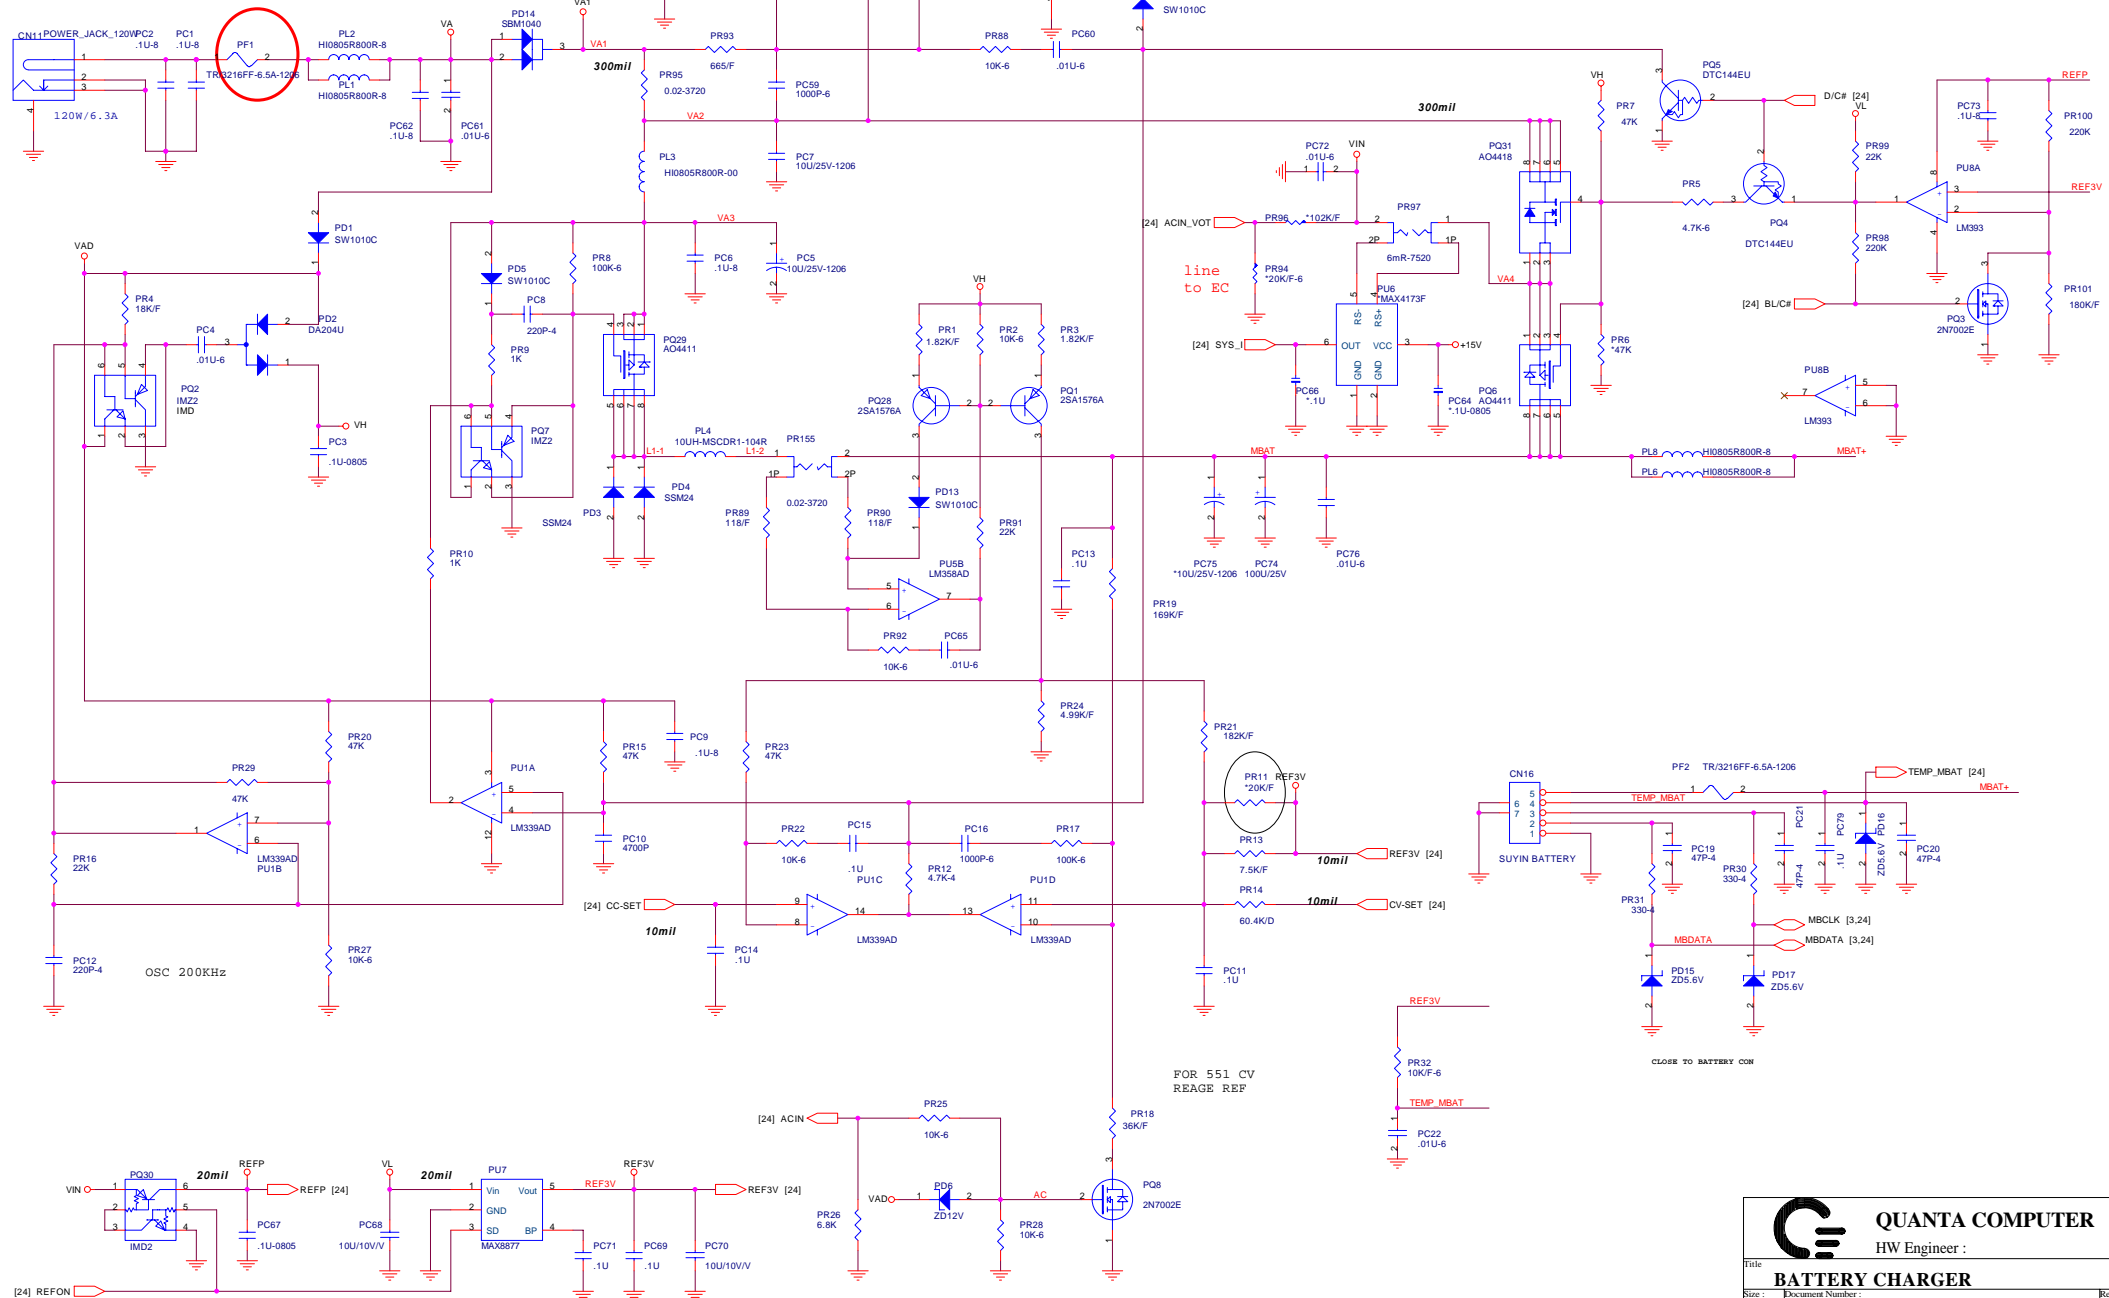 CN11
POWER_JACK_120W
120W/6.3A
PC2
.1U-8
PC1
.1U-8
PF1
TR/3216FF-6.5A-1206
PL2
HI0805R800R-8
PL1
HI0805R800R-8
VA
PC62
.1U-8
PC61
.01U-6
PD14
SBM1040
VA1
VA1
300mil
PR93
665/F
PR95
0.02-3720
PC59
1000P-6
PR88
10K-6
PC60
.01U-6
SW1010C
VA2
PL3
HI0805R800R-00
PC7
10U/25V-1206
300mil
PQ5
DTC144EU
D/C# [24]
VH
PR7
47K
PQ31
AO4418
VL
PR99
22K
PC73
.1U-8
REFP
PR100
220K
PU8A
LM393
REF3V
PR5
4.7K-6
PQ4
DTC144EU
PR98
220K
[24] BL/C#
PQ3
2N7002E
PR101
180K/F
PC72
.01U-6
VIN
[24] ACIN_VOT
PR96
*102K/F
PR97
6mR-7520
PR94
*20K/F-6
line
to EC
PU6
*MAX4173F
RS-
RS+
OUT
VCC
GND
GND
[24] SYS_I
+15V
PC66
*.1U
PC64
*.1U-0805
VA4
PQ6
AO4411
PR6
*47K
PU8B
LM393
PD1
SW1010C
VAD
PR4
18K/F
PC4
.01U-6
PD2
DA204U
PQ2
IMZ2
IMD
VH
PC3
.1U-0805
PD5
SW1010C
PR8
100K-6
VA3
PC6
.1U-8
PC5
10U/25V-1206
PC8
220P-4
PR9
1K
PQ29
AO4411
PQ7
IMZ2
SSM24
PD3
PD4
SSM24
PR10
1K
L1-1
PL4
10UH-MSCDR1-104R
L1-2
PR155
0.02-3720
PR89
118/F
PR90
118/F
VH
PR1
1.82K/F
PR2
10K-6
PR3
1.82K/F
PQ28
2SA1576A
PQ1
2SA1576A
PD13
SW1010C
PR91
22K
PU5B
LM358AD
PR92
10K-6
PC65
.01U-6
MBAT
PC13
.1U
PR19
169K/F
PC75
*10U/25V-1206
PC74
100U/25V
PC76
.01U-6
PL8
HI0805R800R-8
PL6
HI0805R800R-8
MBAT+
PR20
47K
PR29
47K
LM339AD
PU1B
PR16
22K
PC12
220P-4
OSC 200KHz
PR27
10K-6
PU1A
LM339AD
PR15
47K
PC9
.1U-8
PC10
4700P
PR23
47K
PR24
4.99K/F
PR22
10K-6
PC15
.1U
PC16
1000P-6
PR17
100K-6
PR12
4.7K-4
PU1C
LM339AD
PU1D
LM339AD
[24] CC-SET
10mil
PC14
.1U
PR21
182K/F
PR11
*20K/F
REF3V
PR13
7.5K/F
10mil
REF3V [24]
PR14
60.4K/D
10mil
CV-SET [24]
PC11
.1U
CN16
SUYIN BATTERY
PF2
TR/3216FF-6.5A-1206
TEMP_MBAT
TEMP_MBAT [24]
MBAT+
PC19
47P-4
PR30
330-4
PR31
330-4
PC21
47P-4
PC79
.1U
PD16
ZD5.6V
PC20
47P-4
MBCLK [3,24]
MBDATA
MBDATA [3,24]
PD15
ZD5.6V
PD17
ZD5.6V
CLOSE TO BATTERY CON
REF3V
PR32
10K/F-6
TEMP_MBAT
PC22
.01U-6
FOR 551 CV
REAGE REF
PR18
36K/F
[24] ACIN
PR25
10K-6
PR26
6.8K
VAD
PD6
ZD12V
PR28
10K-6
AC
PQ8
2N7002E
VIN
PQ30
IMD2
20mil
REFP
REFP [24]
PC67
.1U-0805
[24] REFON
VL
PC68
10U/10V/V
20mil
PU7
Vin
Vout
GND
SD
BP
MAX8877
REF3V
REF3V
REF3V [24]
PC71
.1U
PC69
.1U
PC70
10U/10V/V
QUANTA COMPUTER
HW Engineer :
Title
BATTERY CHARGER
Size :
Document Number :